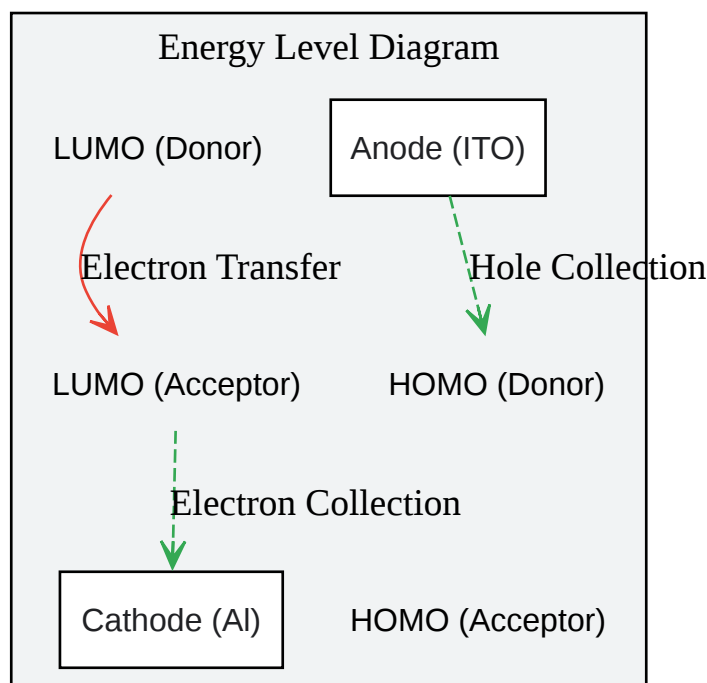 Energy Level Diagram
LUMO (Donor)
Anode (ITO)
Electron Transfer
Hole Collection
LUMO (Acceptor)
HOMO (Donor)
Electron Collection
Cathode (Al)
HOMO (Acceptor)